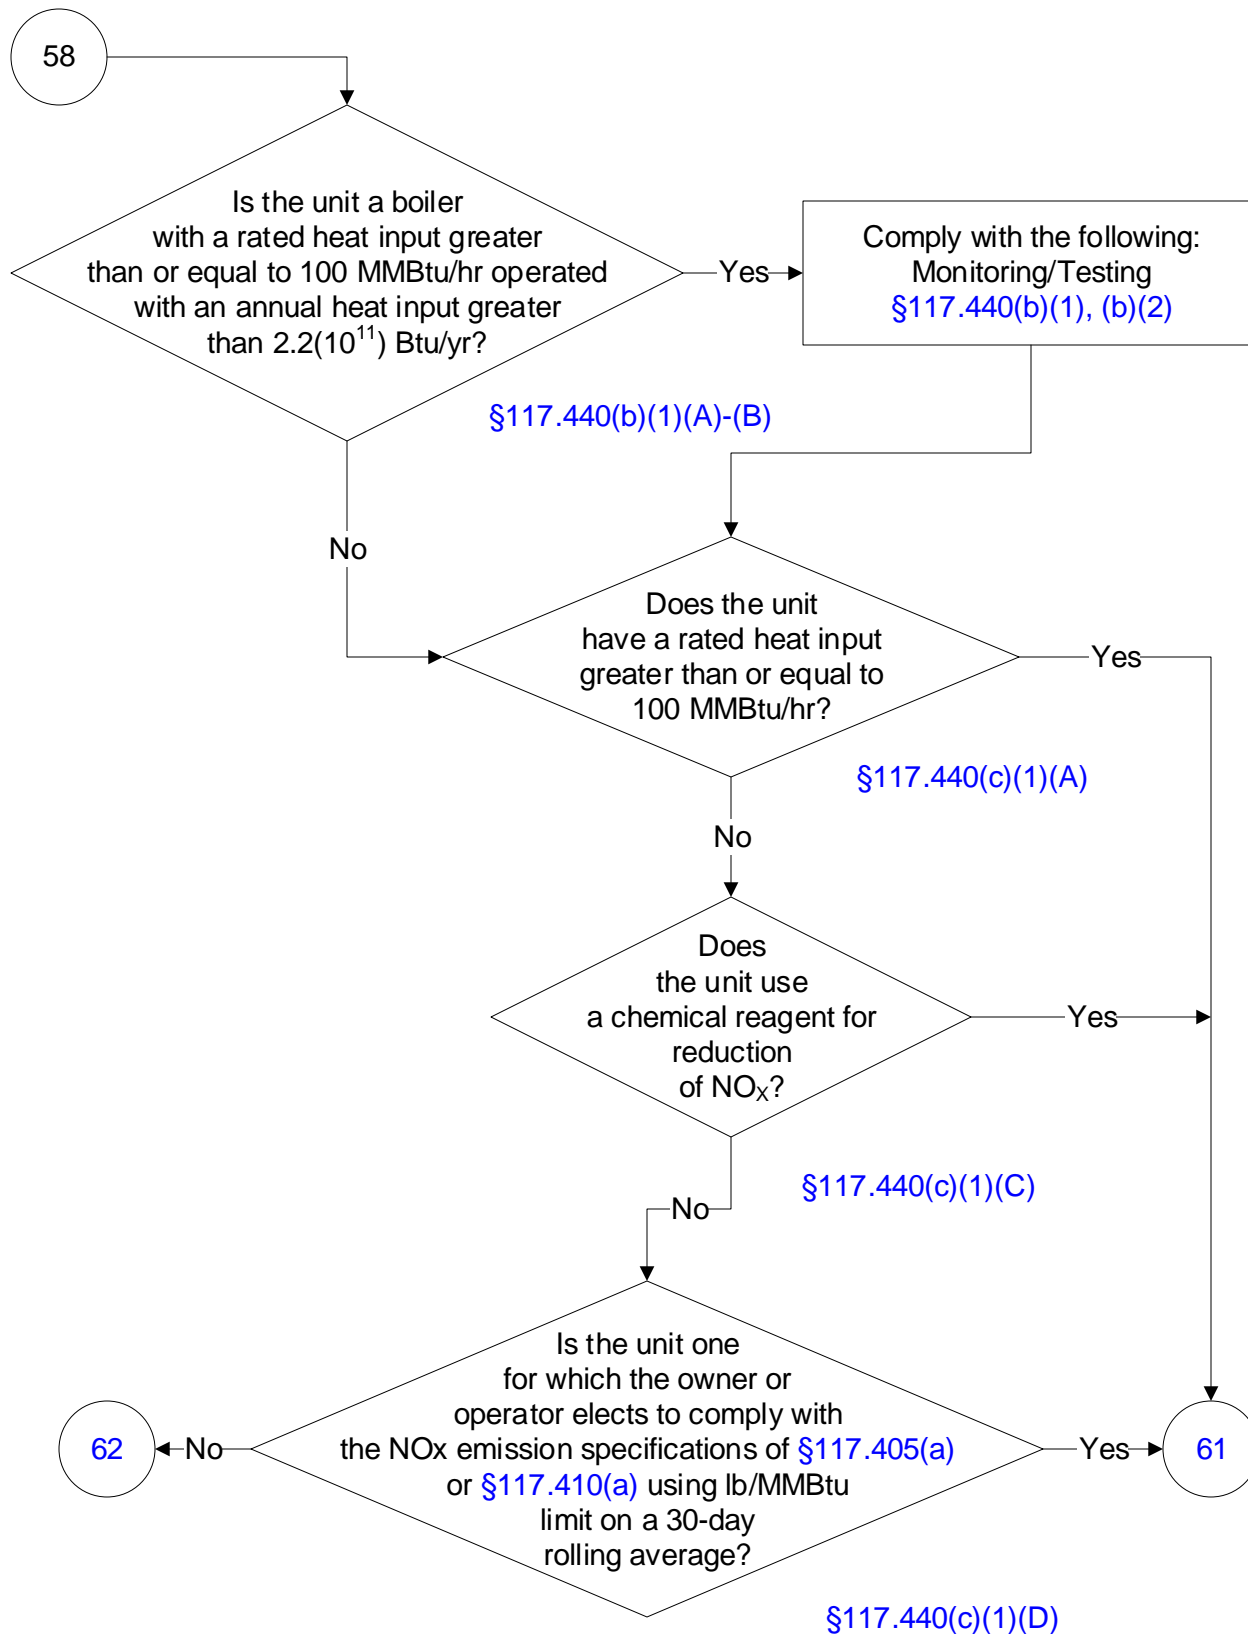 58
Is the unit a boiler
with a rated heat input greater
than or equal to 100 MMBtu/hr operated
with an annual heat input greater
than 2.2(10¹¹) Btu/yr?
Yes
Comply with the following:
Monitoring/Testing
§117.440(b)(1), (b)(2)
§117.440(b)(1)(A)-(B)
No
Does the unit
have a rated heat input
greater than or equal to
100 MMBtu/hr?
Yes
§117.440(c)(1)(A)
No
Does
the unit use
a chemical reagent for
reduction
of NOₓ?
Yes
§117.440(c)(1)(C)
No
Is the unit one
for which the owner or
operator elects to comply with
the NOx emission specifications of §117.405(a)
or §117.410(a) using lb/MMBtu
limit on a 30-day
rolling average?
62
No
Yes
61
§117.440(c)(1)(D)